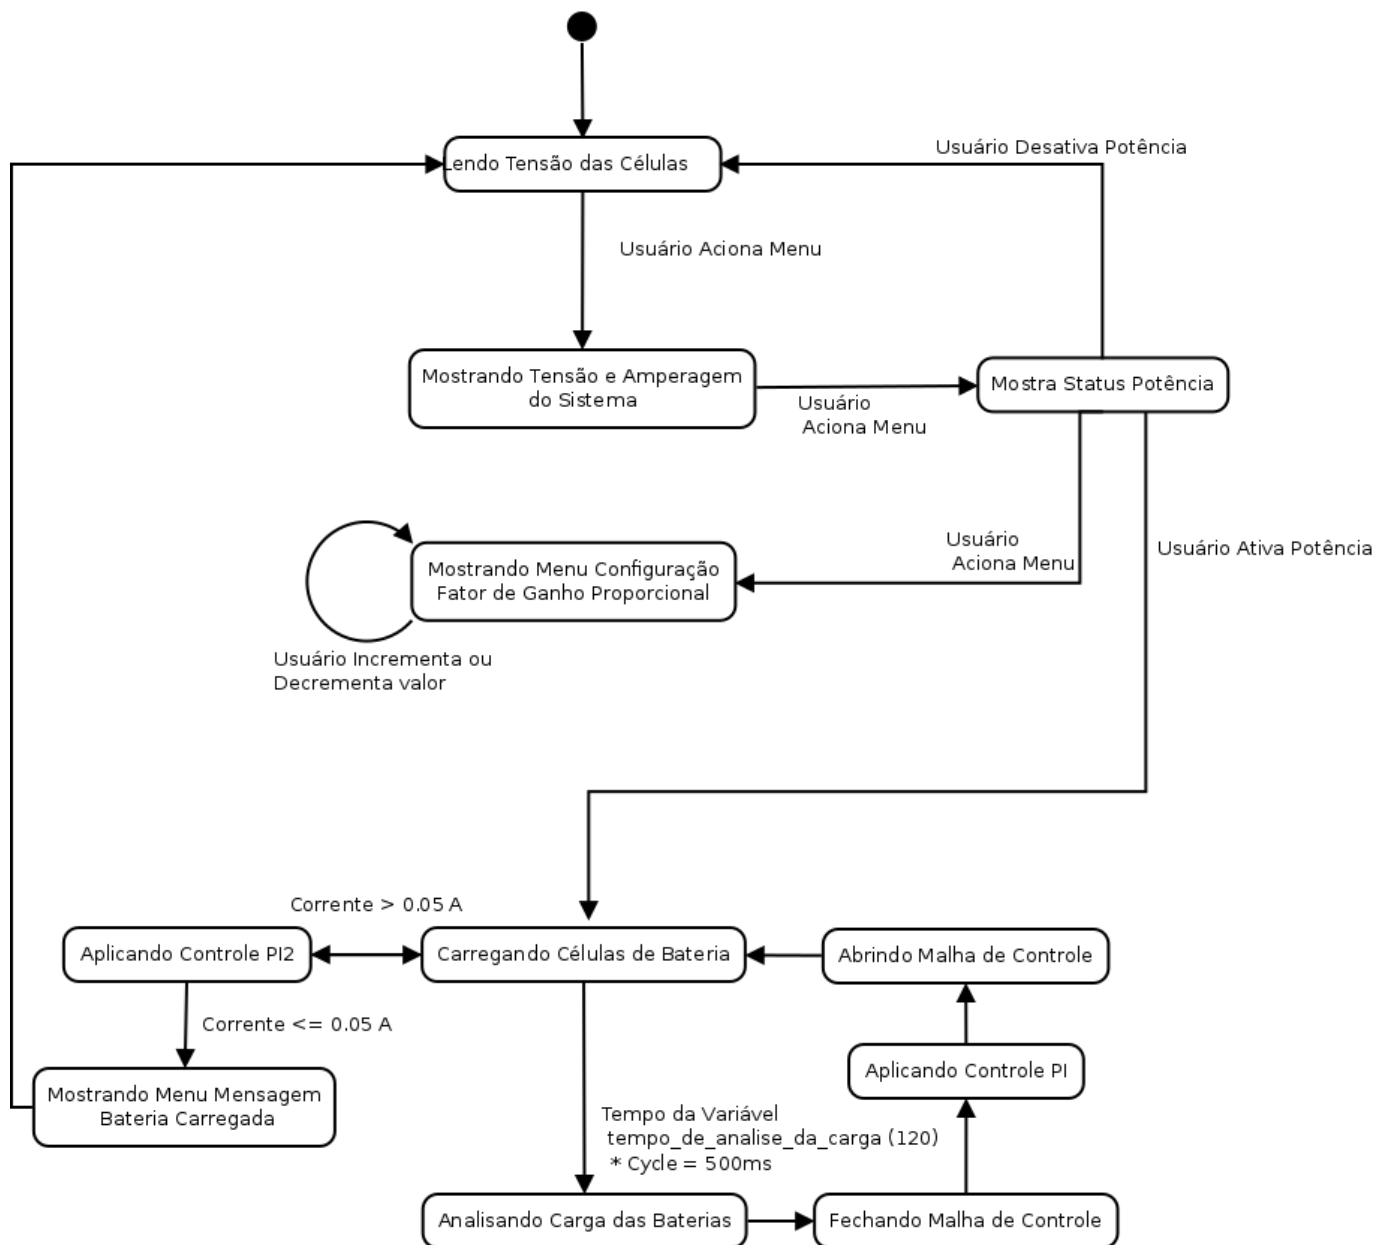 Usuário Desativa Potência
Lendo Tensão das Células
Usuário Aciona Menu
Mostrando Tensão e Amperagem
do Sistema
Mostra Status Potência
Usuário
Aciona Menu
Usuário
Aciona Menu
Usuário Ativa Potência
Mostrando Menu Configuração
Fator de Ganho Proporcional
Usuário Incrementa ou
Decrementa valor
Corrente > 0.05 A
Aplicando Controle PI2
Carregando Células de Bateria
Abrindo Malha de Controle
Corrente <= 0.05 A
Aplicando Controle PI
Mostrando Menu Mensagem
Bateria Carregada
Tempo da Variável
tempo_de_analise_da_carga (120)
* Cycle = 500ms
Analisando Carga das Baterias
Fechando Malha de Controle